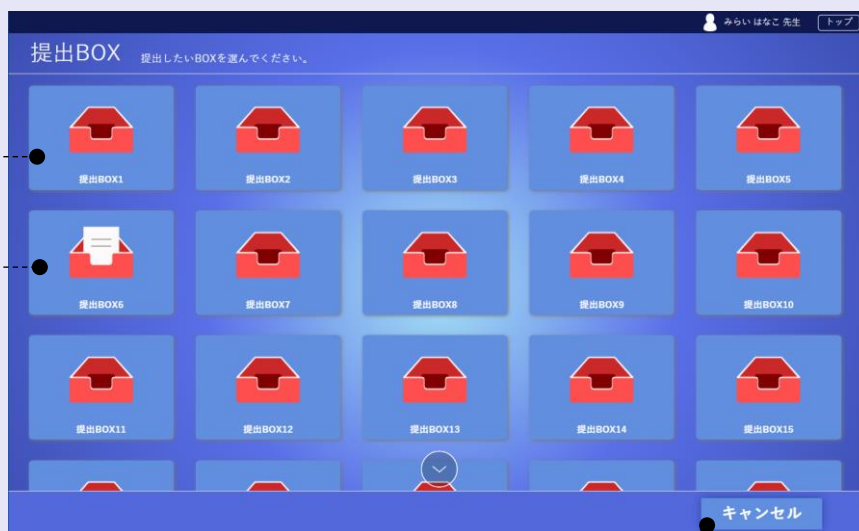 みらい はなこ 先生
トップ
提出BOX
提出したいBOXを選んでください。
提出BOX1
提出BOX2
提出BOX3
提出BOX4
提出BOX5
提出BOX6
提出BOX7
提出BOX8
提出BOX9
提出BOX10
提出BOX11
提出BOX12
提出BOX13
提出BOX14
提出BOX15
キャンセル